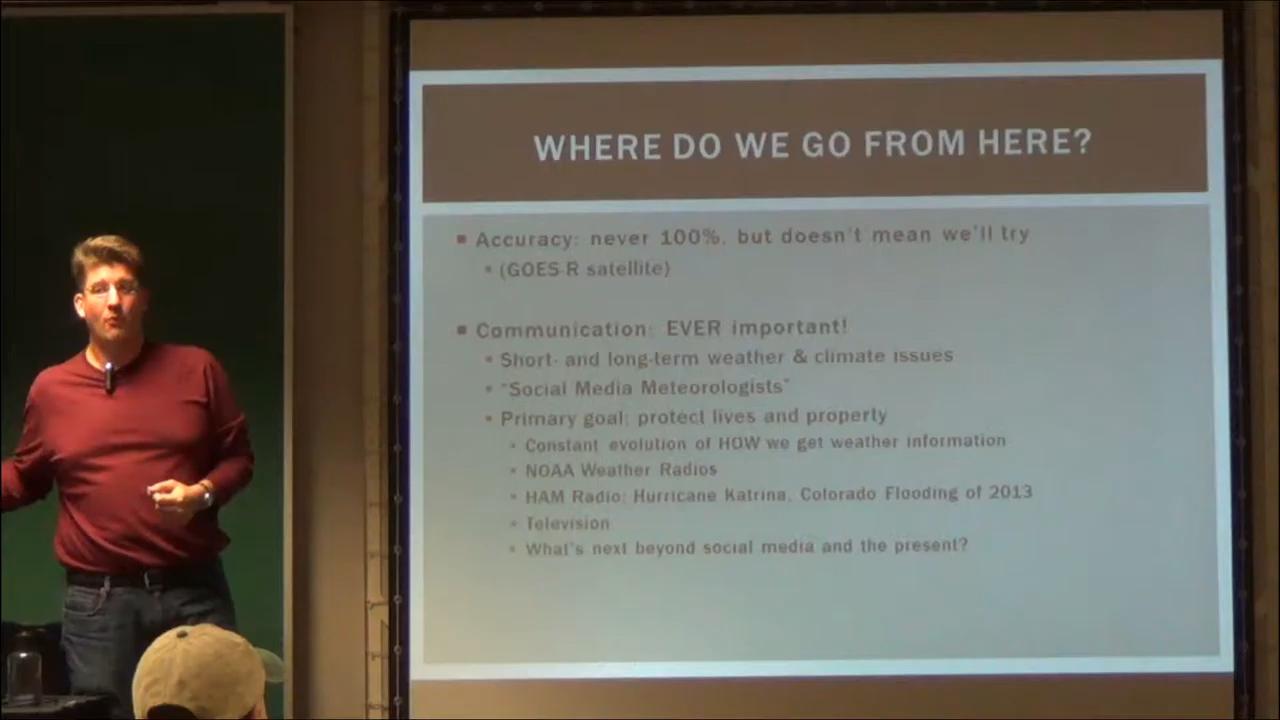 WHERE DO WE GO FROM HERE?
Accuracy: never 100%, but doesn't mean we'll try
(GOES-R satellite)
Communication: EVER important!
Short- and long-term weather & climate issues
"Social Media Meteorologists"
Primary goal: protect lives and property
Constant evolution of HOW we get weather information
NOAA Weather Radios
HAM Radio: Hurricane Katrina, Colorado Flooding of 2013
Television
What's next beyond social media and the present?